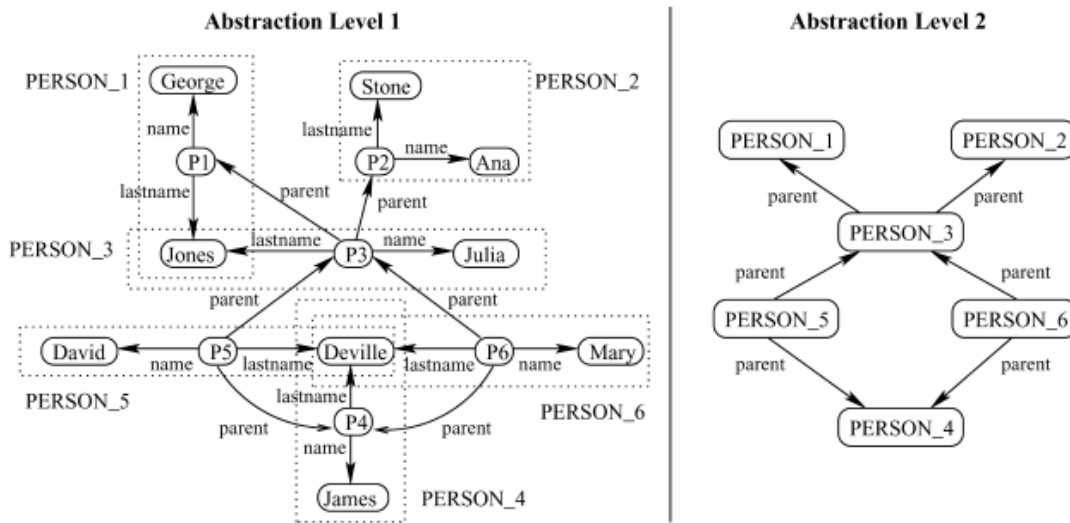 Abstraction Level 1
PERSON_1
George
Stone
PERSON_2
name
lastname
name
P1
P2
Ana
lastname
parent
parent
PERSON_3
Jones
lastname
P3
name
Julia
parent
parent
David
name
P5
lastname
Deville
lastname
P6
name
Mary
PERSON_5
lastname
PERSON_6
parent
P4
parent
name
James
PERSON_4
Abstraction Level 2
PERSON_1
PERSON_2
parent
parent
PERSON_3
parent
parent
PERSON_5
PERSON_6
parent
parent
PERSON_4